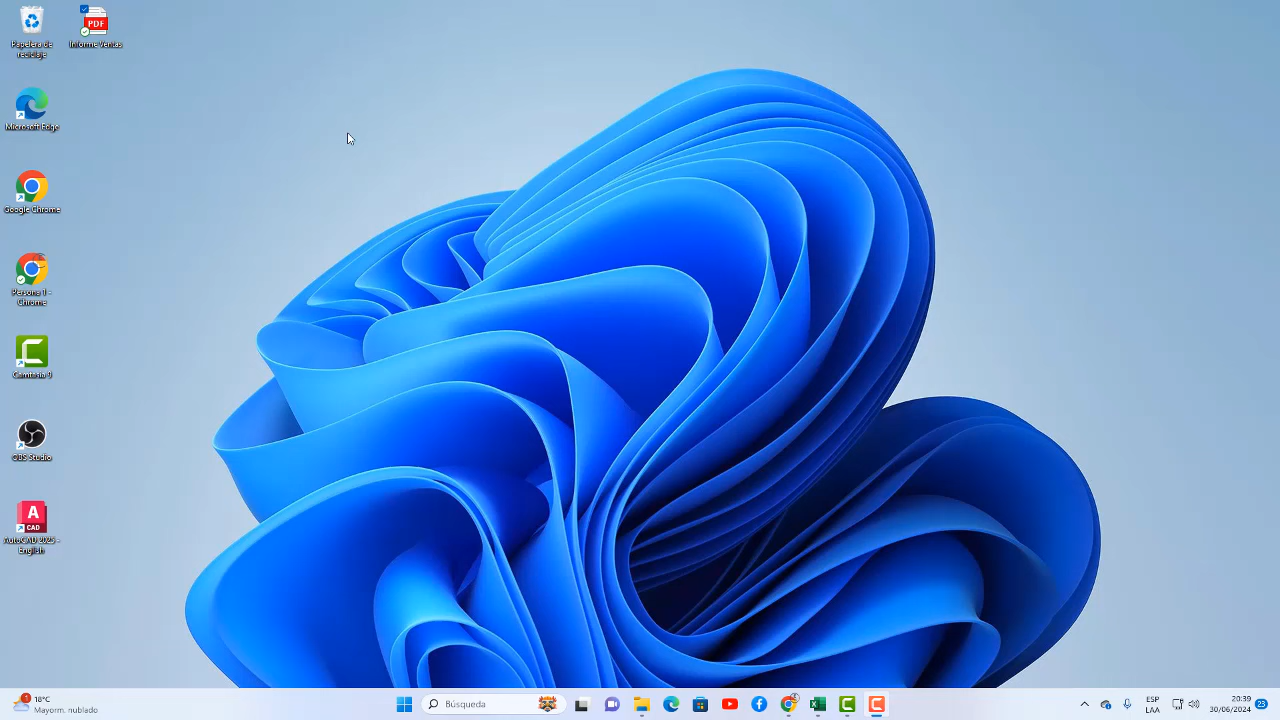 Papelera de
reciclaje
PDF
Informe Ventas
Microsoft Edge
Google Chrome
Persona 1 -
Chrome
Camtasia 9
OBS Studio
A
CAD
AutoCAD 2025 -
English
18°C
Mayorm. nublado
Búsqueda
ESP
LAA
20:39
30/06/2024
23